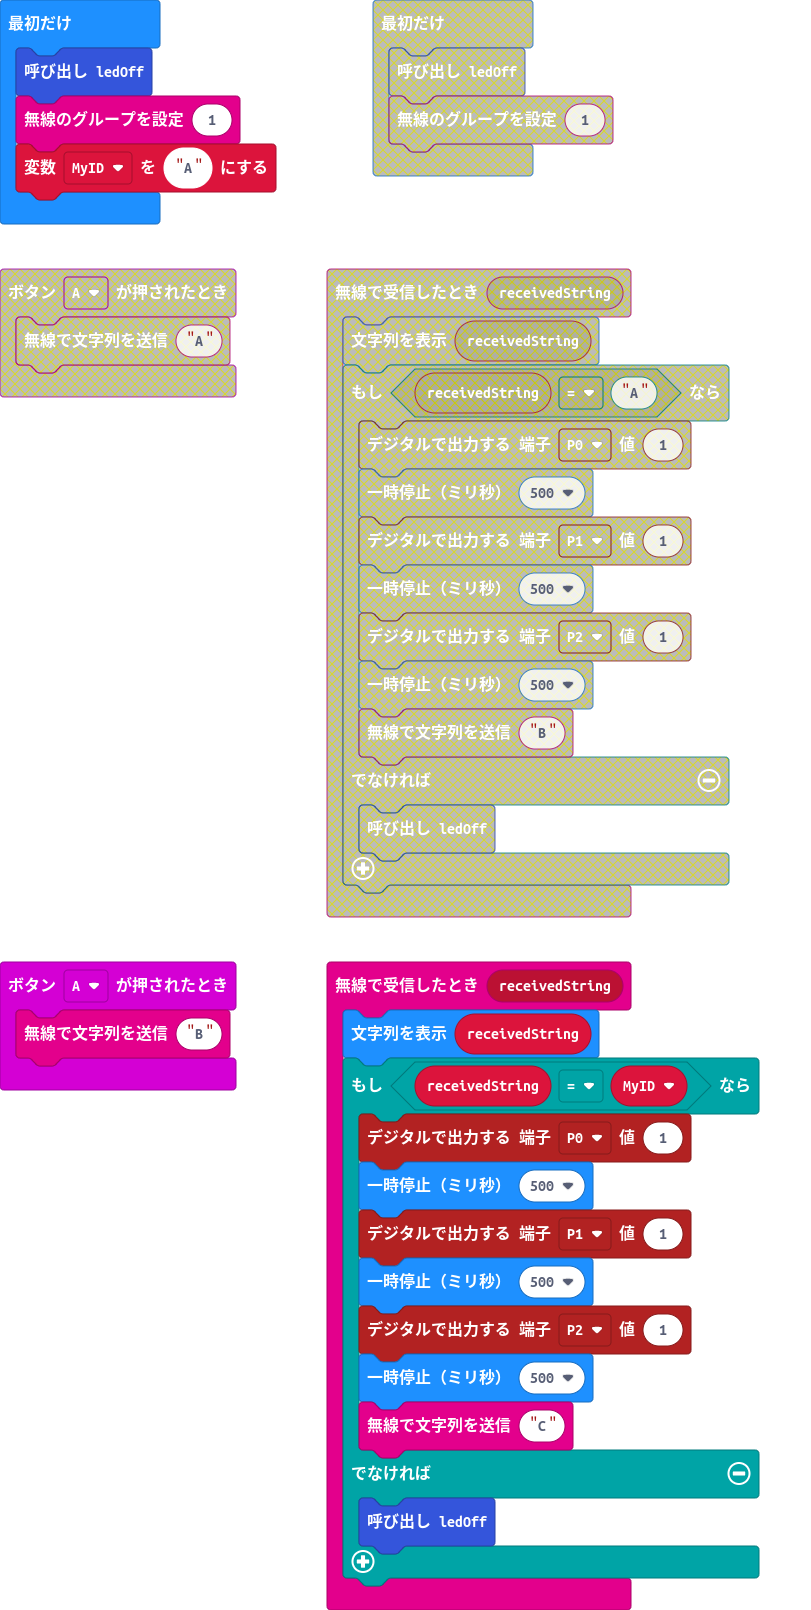 最初だけ
呼び出し ledOff
無線のグループを設定 1
変数 MyID を "A" にする
最初だけ
呼び出し ledOff
無線のグループを設定 1
ボタン A が押されたとき
無線で文字列を送信 "A"
無線で受信したとき receivedString
文字列を表示 receivedString
もし receivedString = "A" なら
デジタルで出力する 端子 P0 値 1
一時停止（ミリ秒） 500
デジタルで出力する 端子 P1 値 1
一時停止（ミリ秒） 500
デジタルで出力する 端子 P2 値 1
一時停止（ミリ秒） 500
無線で文字列を送信 "B"
でなければ
呼び出し ledOff
ボタン A が押されたとき
無線で文字列を送信 "B"
無線で受信したとき receivedString
文字列を表示 receivedString
もし receivedString = MyID なら
デジタルで出力する 端子 P0 値 1
一時停止（ミリ秒） 500
デジタルで出力する 端子 P1 値 1
一時停止（ミリ秒） 500
デジタルで出力する 端子 P2 値 1
一時停止（ミリ秒） 500
無線で文字列を送信 "C"
でなければ
呼び出し ledOff